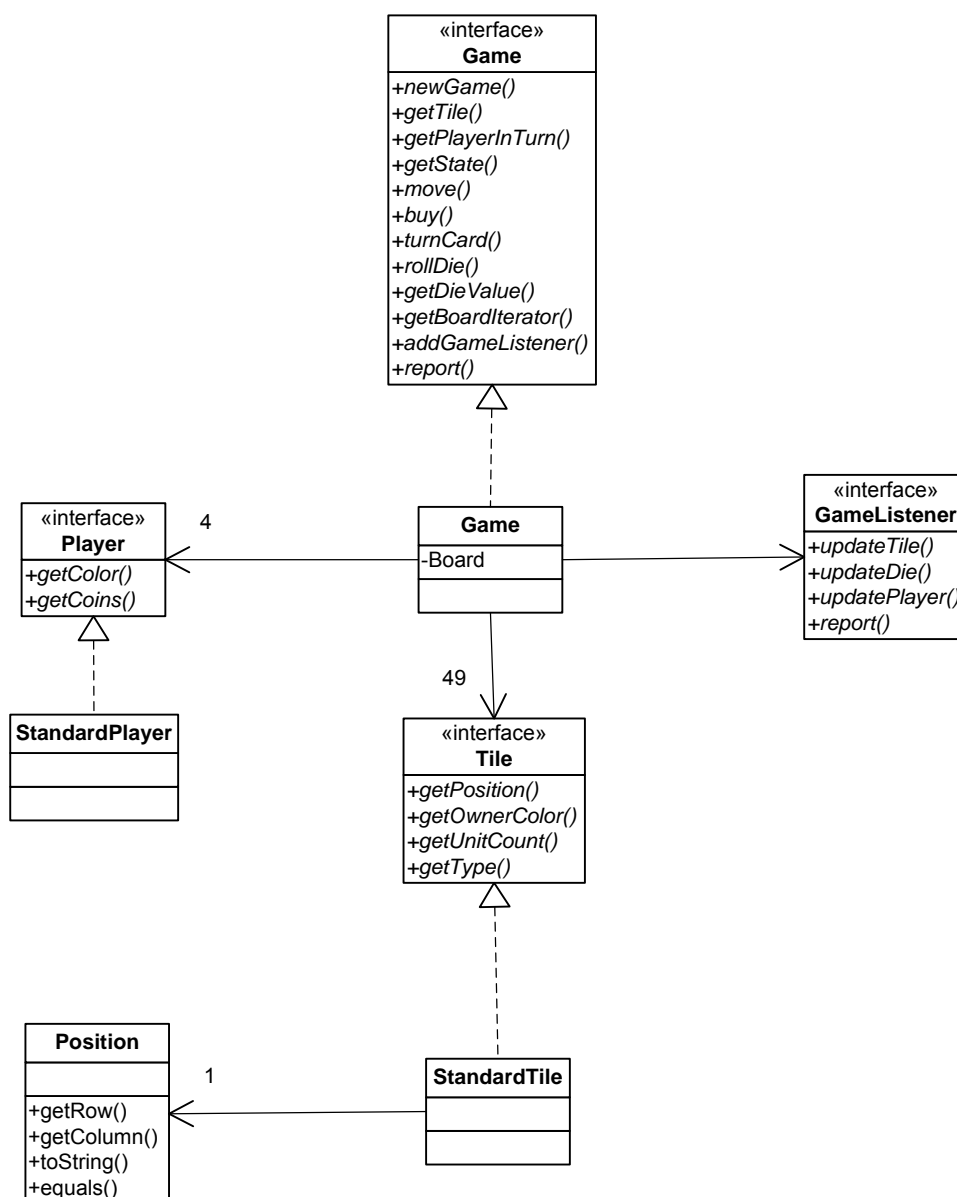 «interface»
Game
+newGame()
+getTile()
+getPlayerInTurn()
+getState()
+move()
+buy()
+turnCard()
+rollDie()
+getDieValue()
+getBoardIterator()
+addGameListener()
+report()
«interface»
Player
+getColor()
+getCoins()
4
Game
-Board
«interface»
GameListener
+updateTile()
+updateDie()
+updatePlayer()
+report()
49
StandardPlayer
«interface»
Tile
+getPosition()
+getOwnerColor()
+getUnitCount()
+getType()
Position
+getRow()
+getColumn()
+toString()
+equals()
1
StandardTile